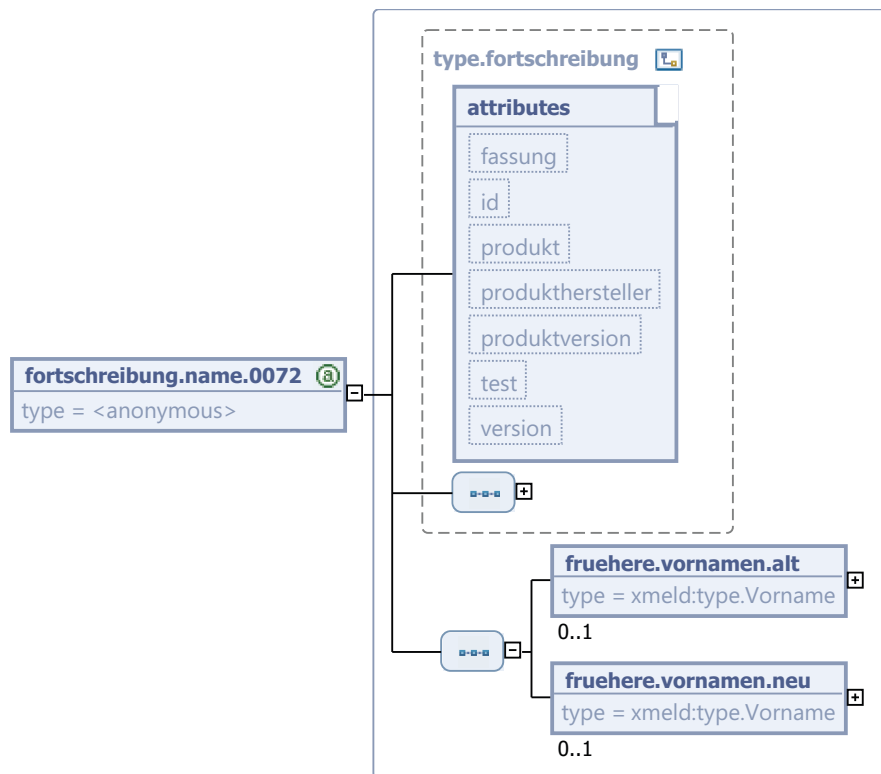 type.fortschreibung
attributes
fassung
id
produkt
produkthersteller
produktversion
test
version
fortschreibung.name.0072 @
type = <anonymous>
fruehere.vornamen.alt
type = xmeld:type.Vorname
0..1
fruehere.vornamen.neu
type = xmeld:type.Vorname
0..1